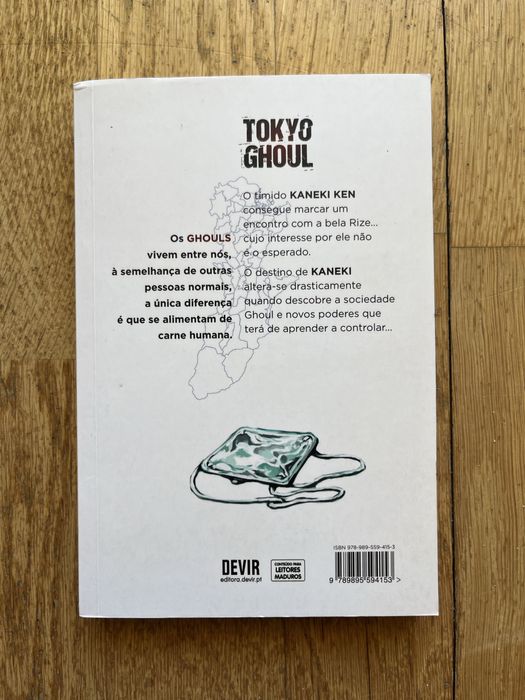 TOKYO
GHOUL
O tímido KANEKI KEN
consegue marcar um
encontro com a bela Rize...
cujo interesse por ele não
é o esperado.
Os GHOULS
vivem entre nós,
à semelhança de outras
pessoas normais,
a única diferença
é que se alimentam de
carne humana.
O destino de KANEKI
altera-se drasticamente
quando descobre a sociedade
Ghoul e novos poderes que
terá de aprender a controlar...
ISBN 978-989-559-415-3
9 789895 594153 >
DEVIR
editora.devir.pt
CONTEÚDO PARA
LEITORES
MADUROS